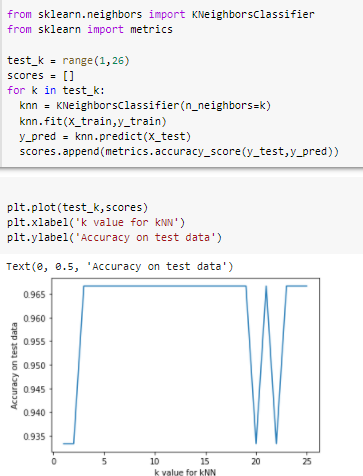 from sklearn.neighbors import KNeighborsClassifier
from sklearn import metrics
test_k = range(1,26)
scores = []
for k in test_k:
knn = KNeighborsClassifier(n_neighbors=k)
knn.fit(X_train,y_train)
y_pred = knn.predict(X_test)
scores.append(metrics.accuracy_score(y_test,y_pred))
plt.plot(test_k,scores)
plt.xlabel('k value for kNN')
plt.ylabel('Accuracy on test data')
Text(0, 0.5, 'Accuracy on test data')
Accuracy on test data
0.965
0.960
0.955
0.950
0.945
0.940
0.935
0 5 10 15 20 25
k value for kNN